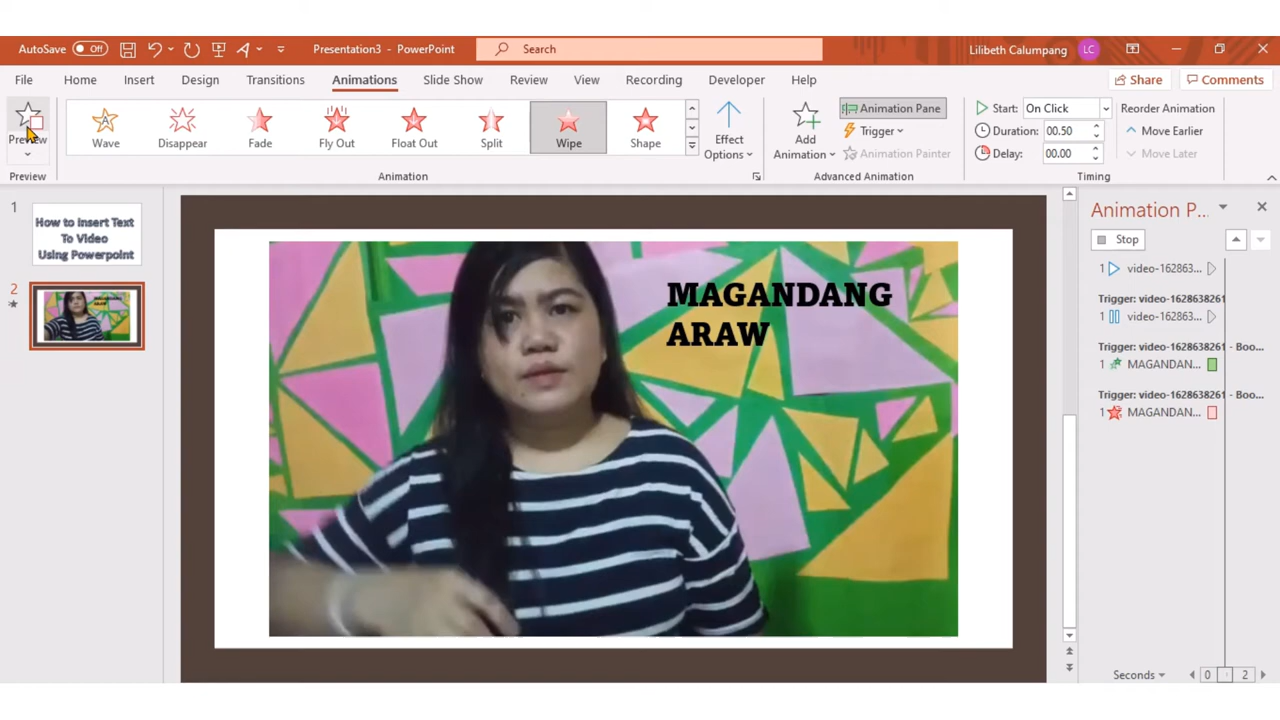 AutoSave Off Presentation3 - PowerPoint Search Lilibeth Calumpang LC
File Home Insert Design Transitions Animations Slide Show Review View Recording Developer Help Share Comments
Preview
Preview
Wave Disappear Fade Fly Out Float Out Split Wipe Shape
Animation
Effect
Options
Add
Animation
Animation Pane
Trigger
Animation Painter
Advanced Animation
Start: On Click
Duration: 00.50
Delay: 00.00
Reorder Animation
Move Earlier
Move Later
Timing
1
How to Insert Text
To Video
Using Powerpoint
2
MAGANDANG
ARAW
MAGANDANG
ARAW
Animation P...
Stop
1 video-162863...
Trigger: video-1628638261
1 video-162863...
Trigger: video-1628638261 - Boo...
1 MAGANDAN...
Trigger: video-1628638261 - Boo...
1 MAGANDAN...
Seconds 0 2